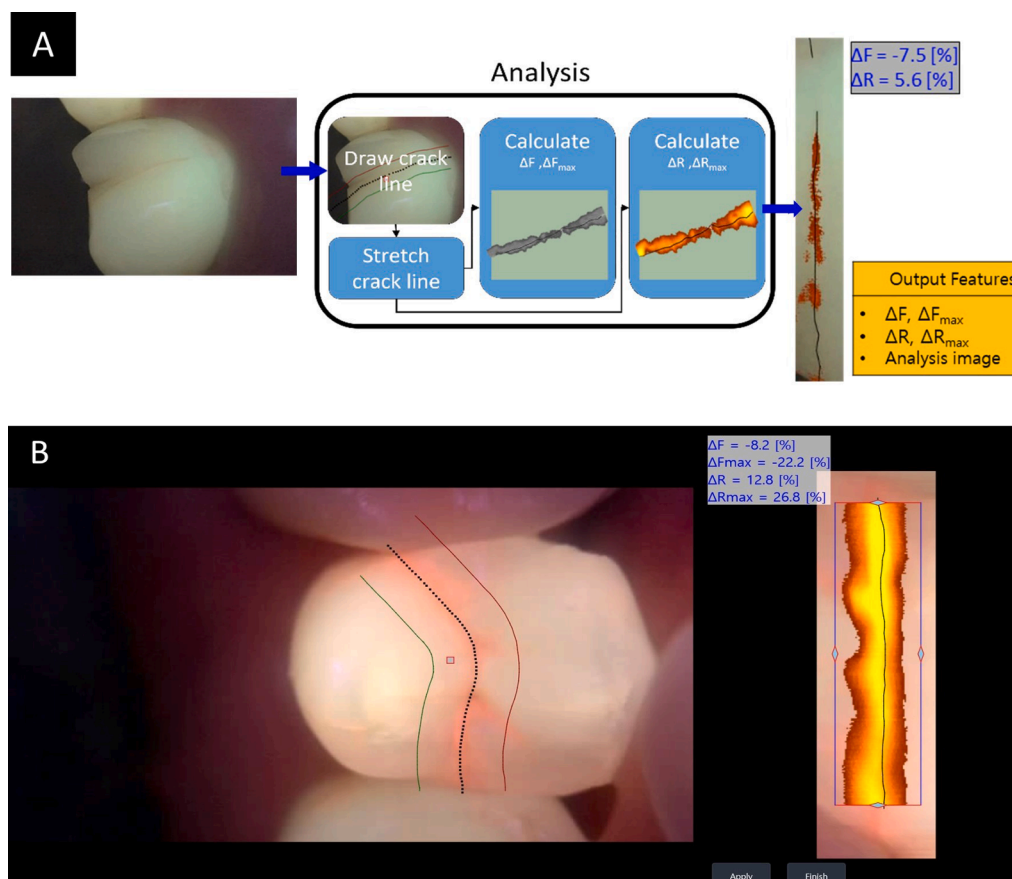 A
Analysis
Draw crack
line
Stretch
crack line
Calculate
ΔF ,ΔFmax
Calculate
ΔR ,ΔRmax
ΔF = -7.5 [%]
ΔR = 5.6 [%]
Output Features
• ΔF, ΔFmax
• ΔR, ΔRmax
• Analysis image
B
ΔF = -8.2 [%]
ΔFmax = -22.2 [%]
ΔR = 12.8 [%]
ΔRmax = 26.8 [%]
Apply
Finish